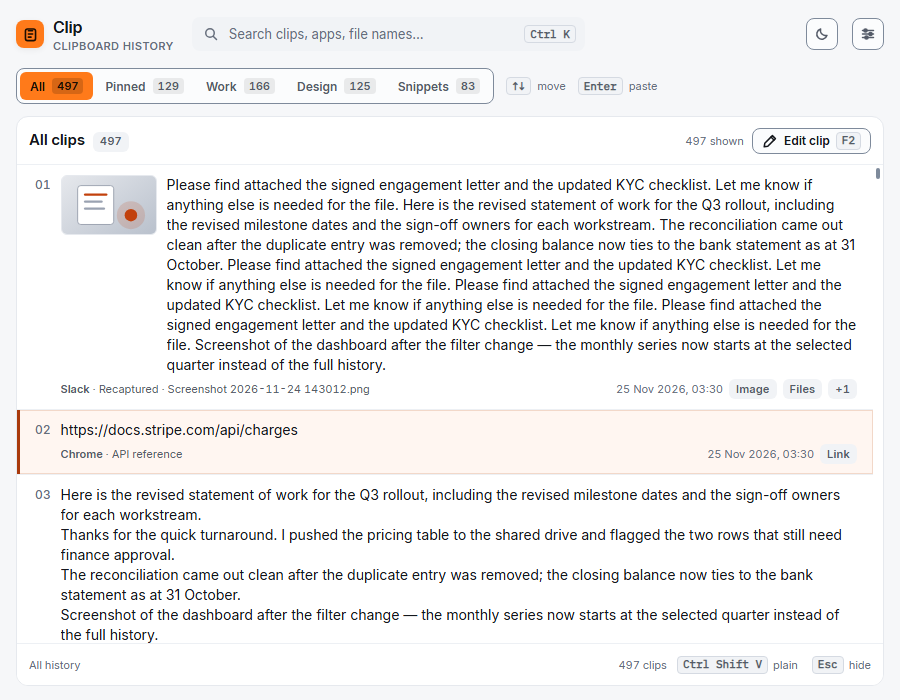 Clip
CLIPBOARD HISTORY
Search clips, apps, file names...
Ctrl K
All 497
Pinned 129
Work 166
Design 125
Snippets 83
↑↓ move
Enter paste
All clips 497
497 shown
Edit clip F2
01
Please find attached the signed engagement letter and the updated KYC checklist. Let me know if
anything else is needed for the file. Here is the revised statement of work for the Q3 rollout, including
the revised milestone dates and the sign-off owners for each workstream. The reconciliation came out
clean after the duplicate entry was removed; the closing balance now ties to the bank statement as at 31
October. Please find attached the signed engagement letter and the updated KYC checklist. Let me
know if anything else is needed for the file. Please find attached the signed engagement letter and the
updated KYC checklist. Let me know if anything else is needed for the file. Please find attached the
signed engagement letter and the updated KYC checklist. Let me know if anything else is needed for the
file. Screenshot of the dashboard after the filter change — the monthly series now starts at the selected
quarter instead of the full history.
Slack · Recaptured · Screenshot 2026-11-24 143012.png
25 Nov 2026, 03:30 Image Files +1
02
https://docs.stripe.com/api/charges
Chrome · API reference
25 Nov 2026, 03:30 Link
03
Here is the revised statement of work for the Q3 rollout, including the revised milestone dates and the sign-off owners
for each workstream.
Thanks for the quick turnaround. I pushed the pricing table to the shared drive and flagged the two rows that still need
finance approval.
The reconciliation came out clean after the duplicate entry was removed; the closing balance now ties to the bank
statement as at 31 October.
Screenshot of the dashboard after the filter change — the monthly series now starts at the selected quarter instead of
the full history.
All history
497 clips
Ctrl Shift V plain
Esc hide